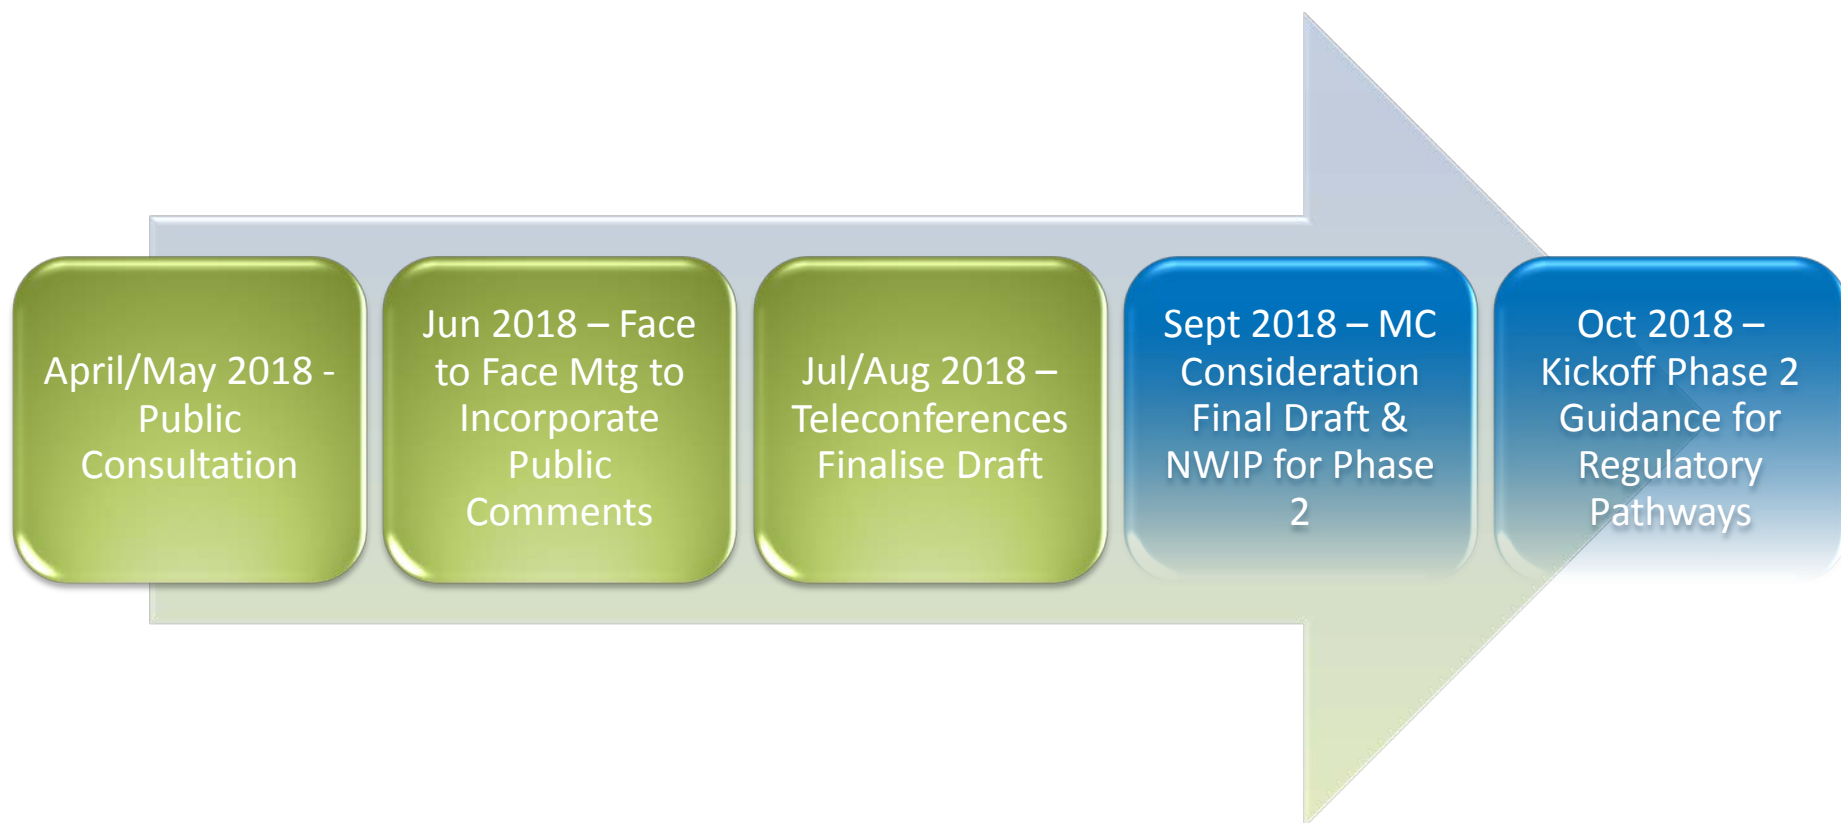 April/May 2018 -
Public
Consultation
Jun 2018 – Face
to Face Mtg to
Incorporate
Public
Comments
Jul/Aug 2018 –
Teleconferences
Finalise Draft
Sept 2018 – MC
Consideration
Final Draft &
NWIP for Phase
2
Oct 2018 –
Kickoff Phase 2
Guidance for
Regulatory
Pathways